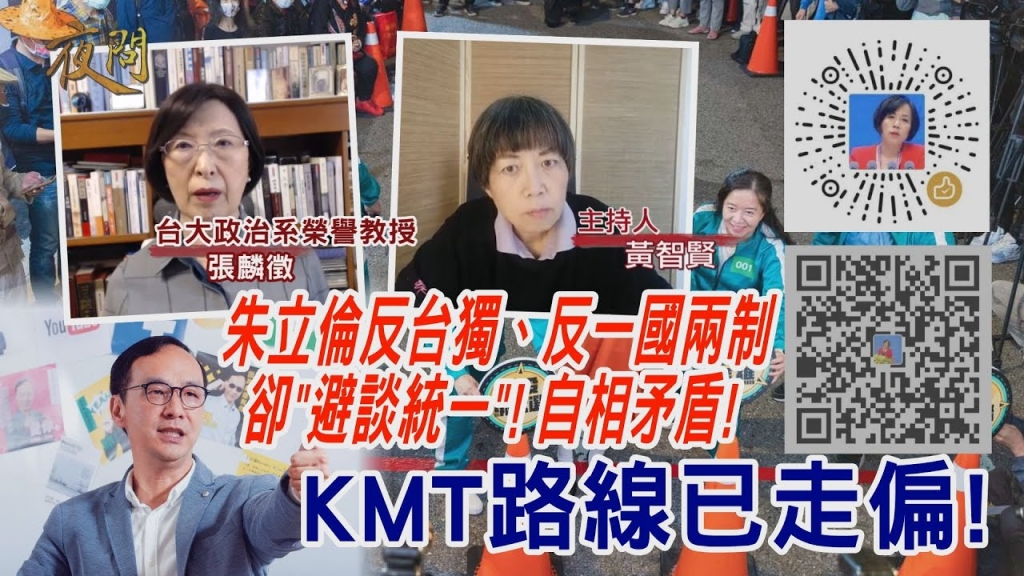 夜問
台大政治系榮譽教授
張麟徵
主持人
黃智賢
001
YouTube
朱立倫反台獨、反一國兩制
卻"避談統一"! 自相矛盾!
KMT路線已走偏!